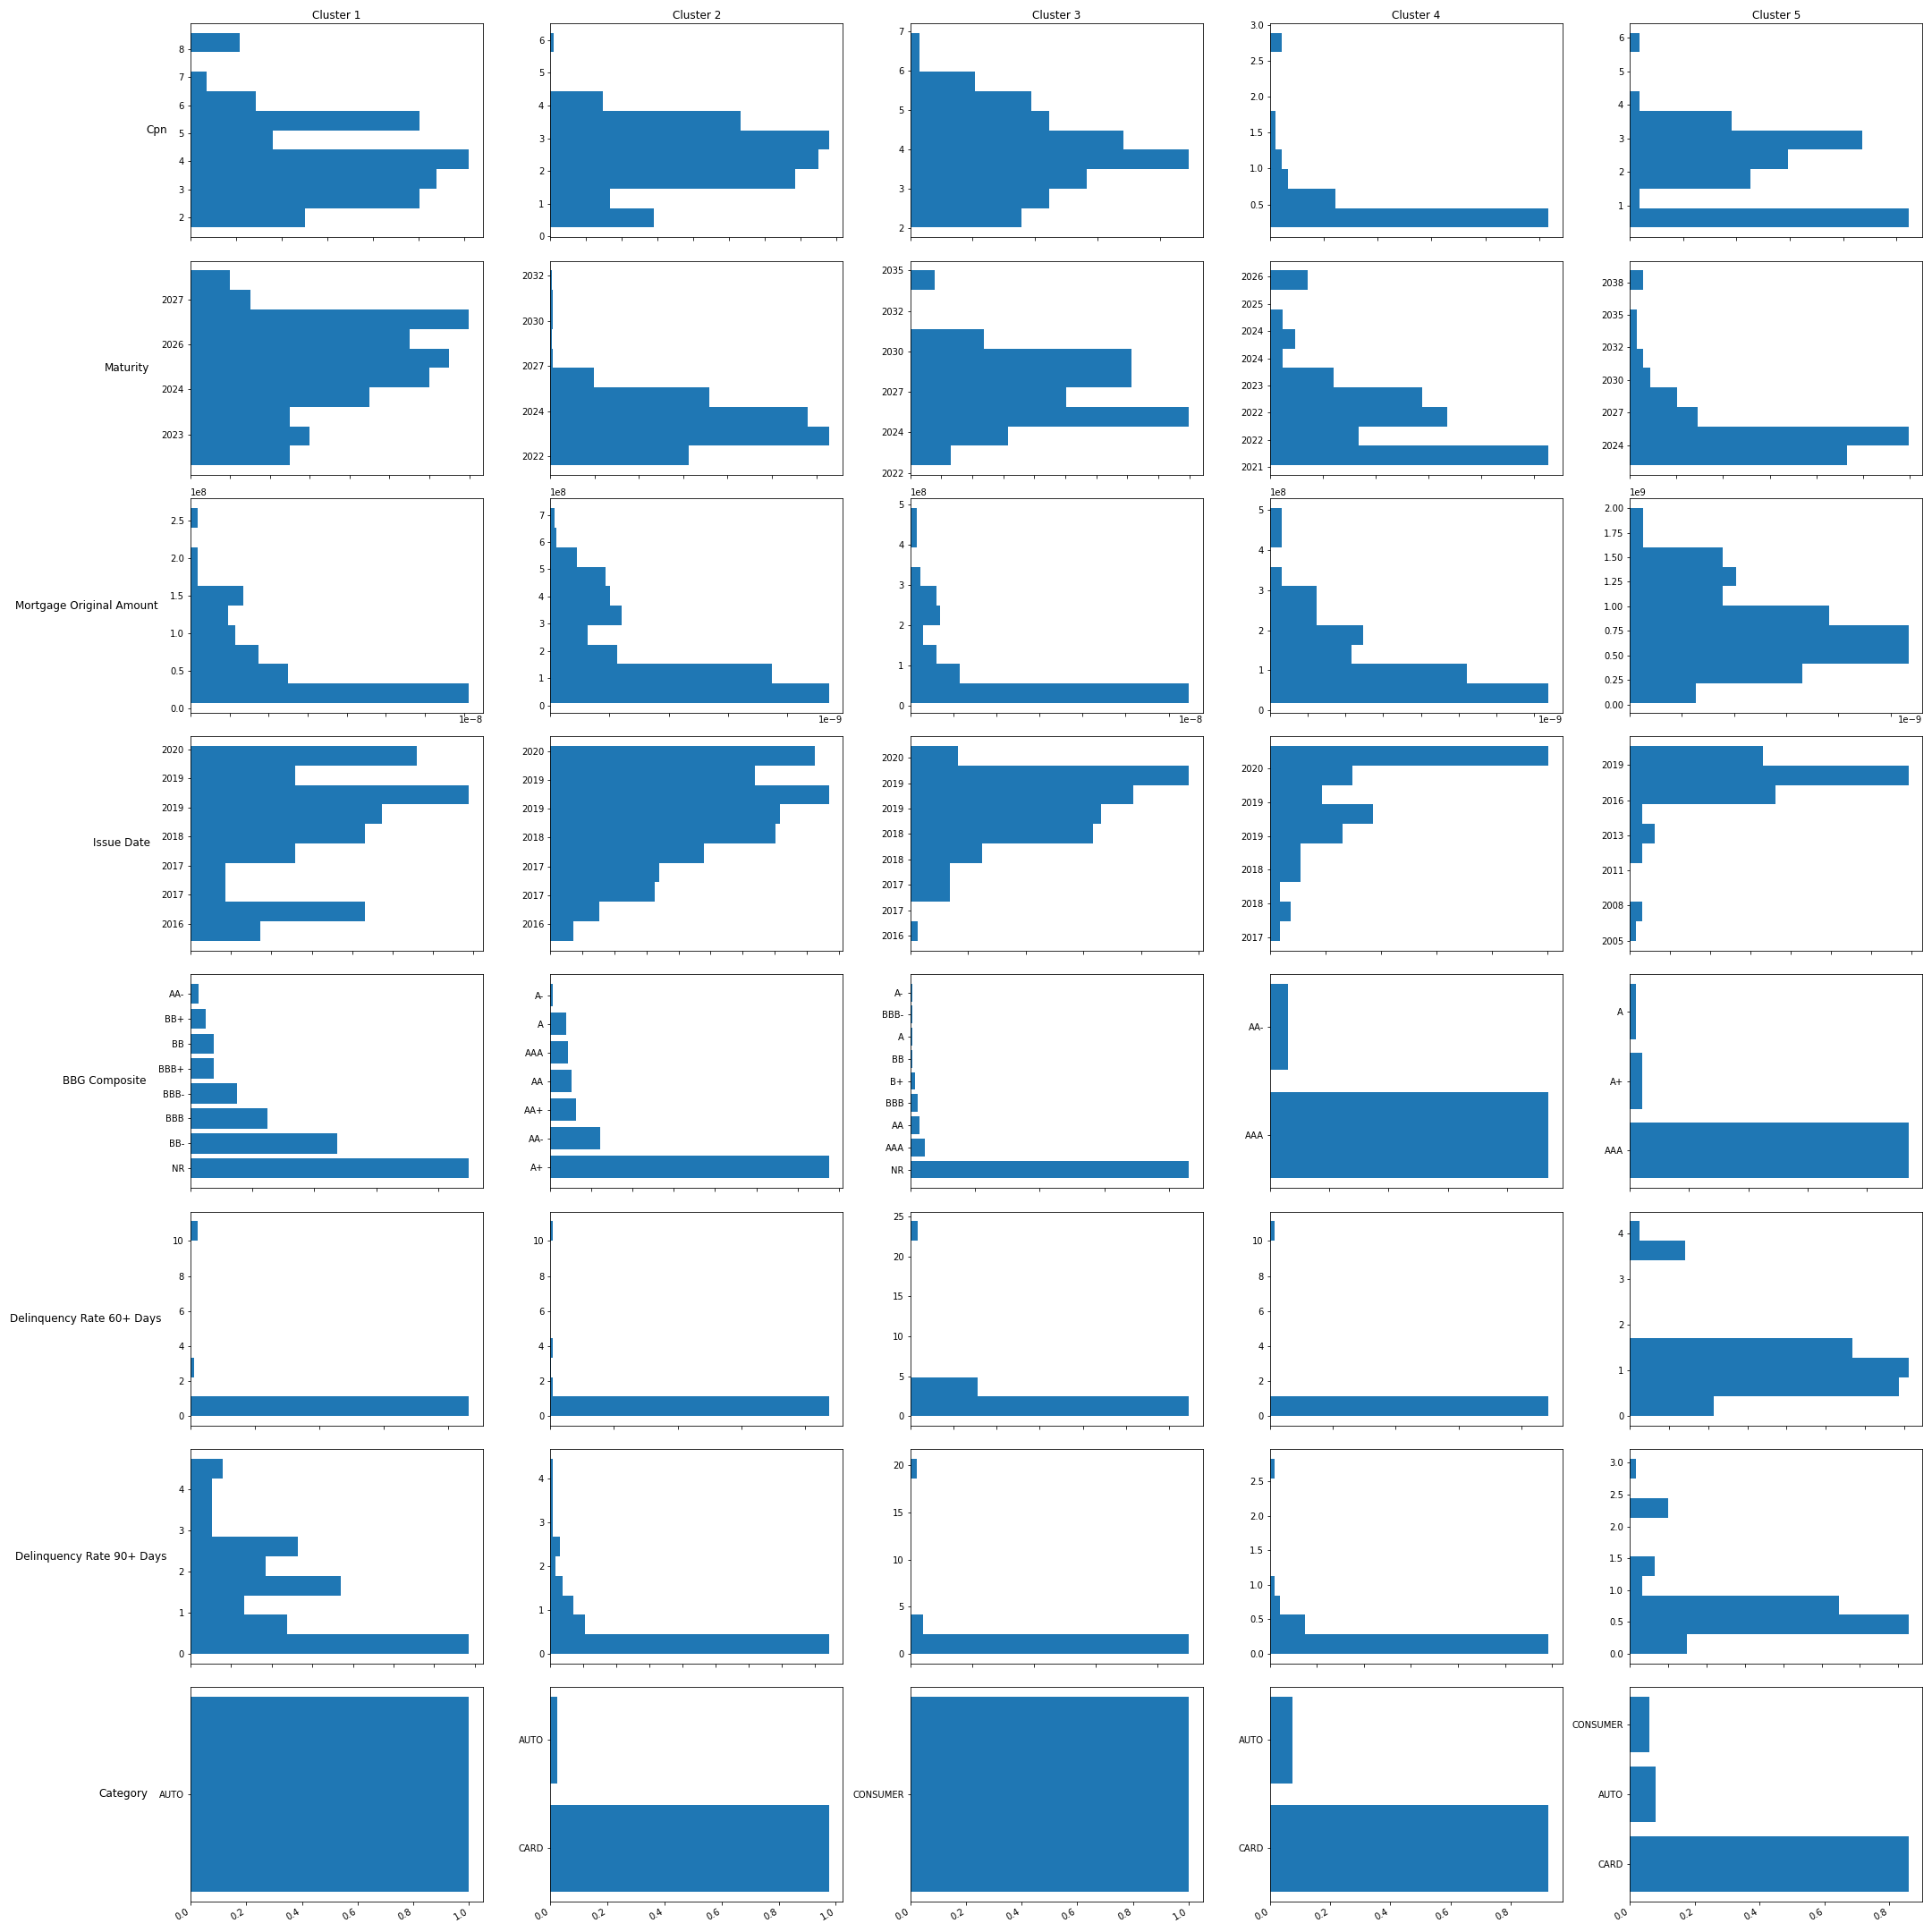 Cluster 1
Cluster 2
Cluster 3
Cluster 4
Cluster 5
Cpn
8
7
6
5
4
3
2
6
5
4
3
2
1
0
7
6
5
4
3
2
3.0
2.5
2.0
1.5
1.0
0.5
6
5
4
3
2
1
Maturity
2027
2026
2026
2024
2023
2032
2030
2027
2024
2022
2035
2032
2030
2027
2024
2022
2026
2025
2024
2024
2023
2022
2022
2021
2038
2035
2032
2030
2027
2024
Mortgage Original Amount
1e8
2.5
2.0
1.5
1.0
0.5
0.0
1e-8
1e8
7
6
5
4
3
2
1
0
1e-9
1e8
5
4
3
2
1
0
1e-8
1e8
5
4
3
2
1
0
1e-9
1e9
2.00
1.75
1.50
1.25
1.00
0.75
0.50
0.25
0.00
1e-9
Issue Date
2020
2019
2019
2018
2017
2017
2016
2020
2019
2019
2018
2017
2017
2016
2020
2019
2019
2018
2018
2017
2017
2016
2020
2019
2019
2018
2018
2017
2019
2016
2013
2011
2008
2005
BBG Composite
AA-
BB+
BB
BBB+
BBB-
BBB
BB-
NR
A-
A
AAA
AA
AA+
AA-
A+
A-
BBB-
A
BB
B+
BBB
AA
AAA
NR
AA-
AAA
A
A+
AAA
Delinquency Rate 60+ Days
10
8
6
4
2
0
10
8
6
4
2
0
25
20
15
10
5
0
10
8
6
4
2
0
4
3
2
1
0
Delinquency Rate 90+ Days
4
3
2
1
0
4
3
2
1
0
20
15
10
5
0
2.5
2.0
1.5
1.0
0.5
0.0
3.0
2.5
2.0
1.5
1.0
0.5
0.0
Category
AUTO
AUTO
CARD
CONSUMER
AUTO
CARD
CONSUMER
AUTO
CARD
0.0 0.2 0.4 0.6 0.8 1.0
0.0 0.2 0.4 0.6 0.8 1.0
0.0 0.2 0.4 0.6 0.8 1.0
0.0 0.2 0.4 0.6 0.8
0.0 0.2 0.4 0.6 0.8